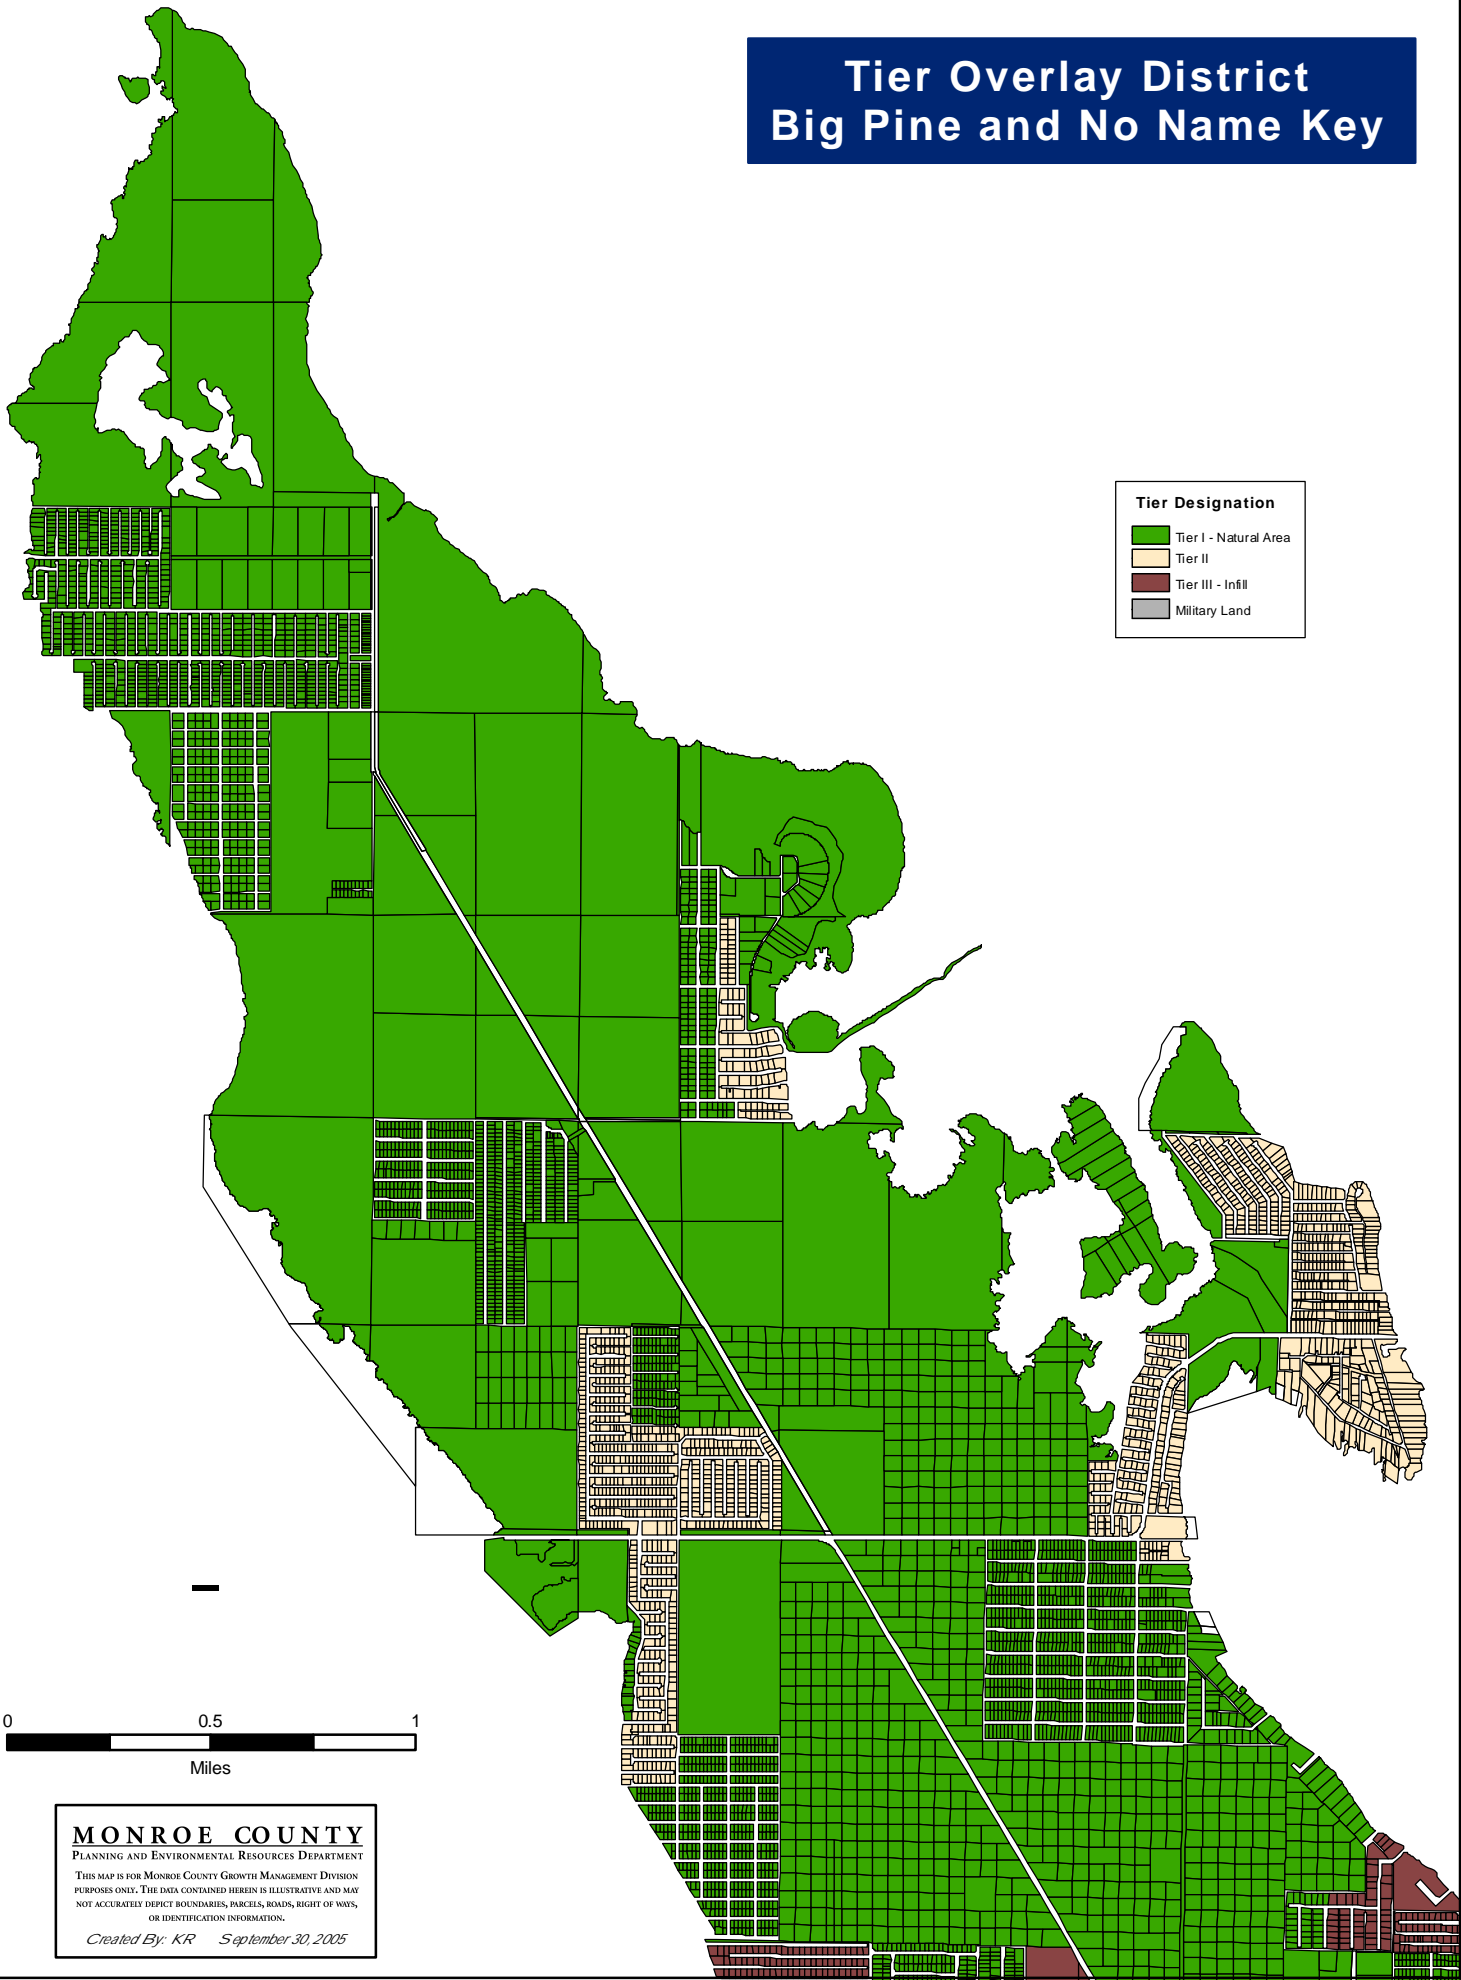 Tier Overlay District
Big Pine and No Name Key
Tier Designation
Tier I - Natural Area
Tier II
Tier III - Infill
Military Land
0 0.5 1
Miles
MONROE COUNTY
PLANNING AND ENVIRONMENTAL RESOURCES DEPARTMENT
THIS MAP IS FOR MONROE COUNTY GROWTH MANAGEMENT DIVISION
PURPOSES ONLY. THE DATA CONTAINED HEREIN IS ILLUSTRATIVE AND MAY
NOT ACCURATELY DEPICT BOUNDARIES, PARCELS, ROADS, RIGHT OF WAYS,
OR IDENTIFICATION INFORMATION.
Created By: KR September 30, 2005